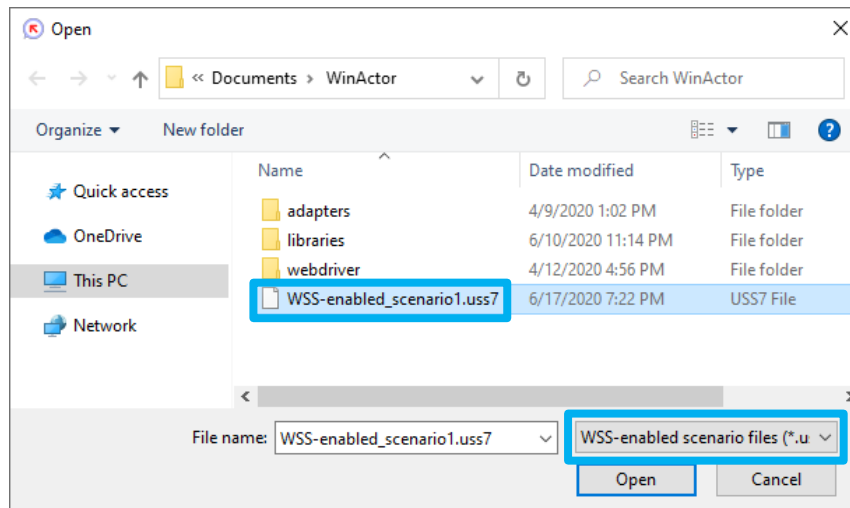 Open
« Documents › WinActor
Search WinActor
Organize
New folder
Name
Date modified
Type
Quick access
OneDrive
This PC
Network
adapters 4/9/2020 1:02 PM File folder
libraries 6/10/2020 11:14 PM File folder
webdriver 4/12/2020 4:56 PM File folder
WSS-enabled_scenario1.uss7 6/17/2020 7:22 PM USS7 File
File name: WSS-enabled_scenario1.uss7
WSS-enabled scenario files (*.u
Open
Cancel